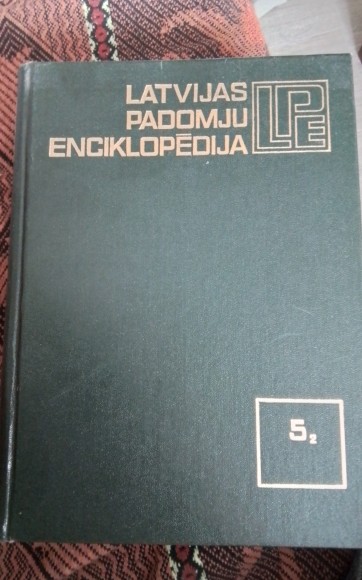 LATVIJAS
PADOMJU
ENCIKLOPĒDIJA
LPE
5₂